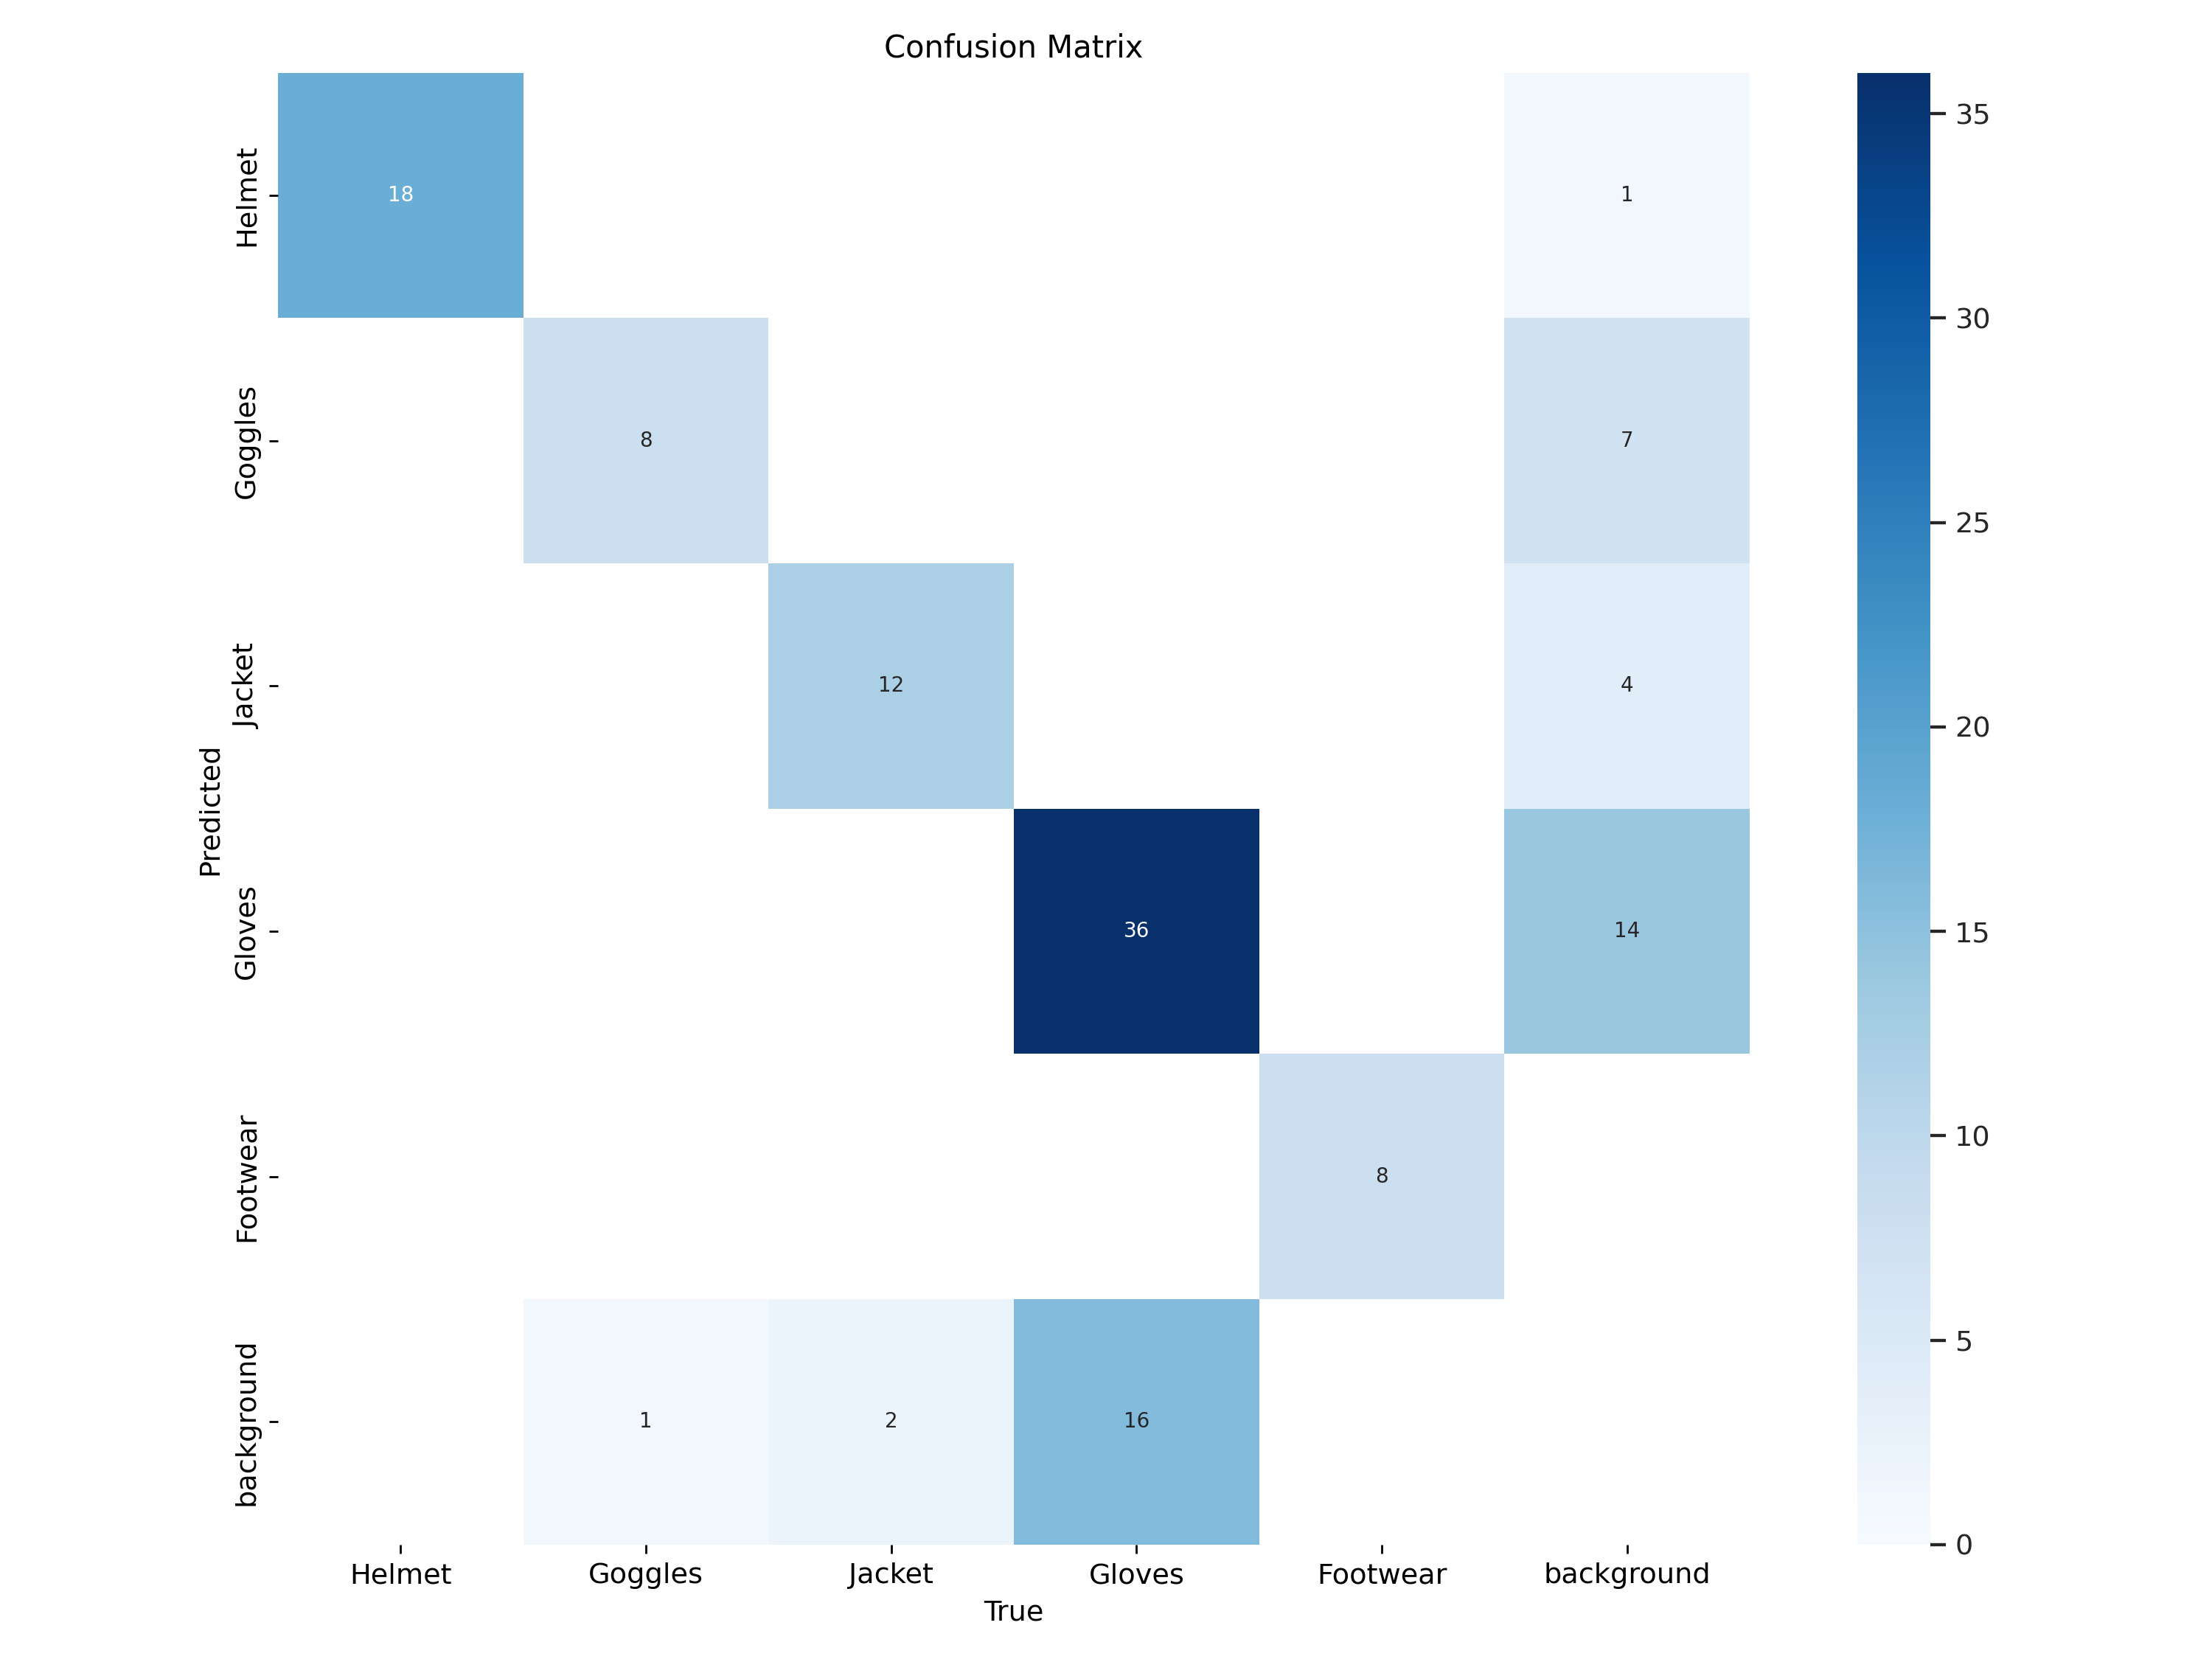 Confusion Matrix
Helmet
18
1
35
30
Goggles
8
7
25
Jacket
12
4
20
Predicted
Gloves
36
14
15
10
Footwear
8
5
background
1
2
16
0
Helmet
Goggles
Jacket
Gloves
Footwear
background
True